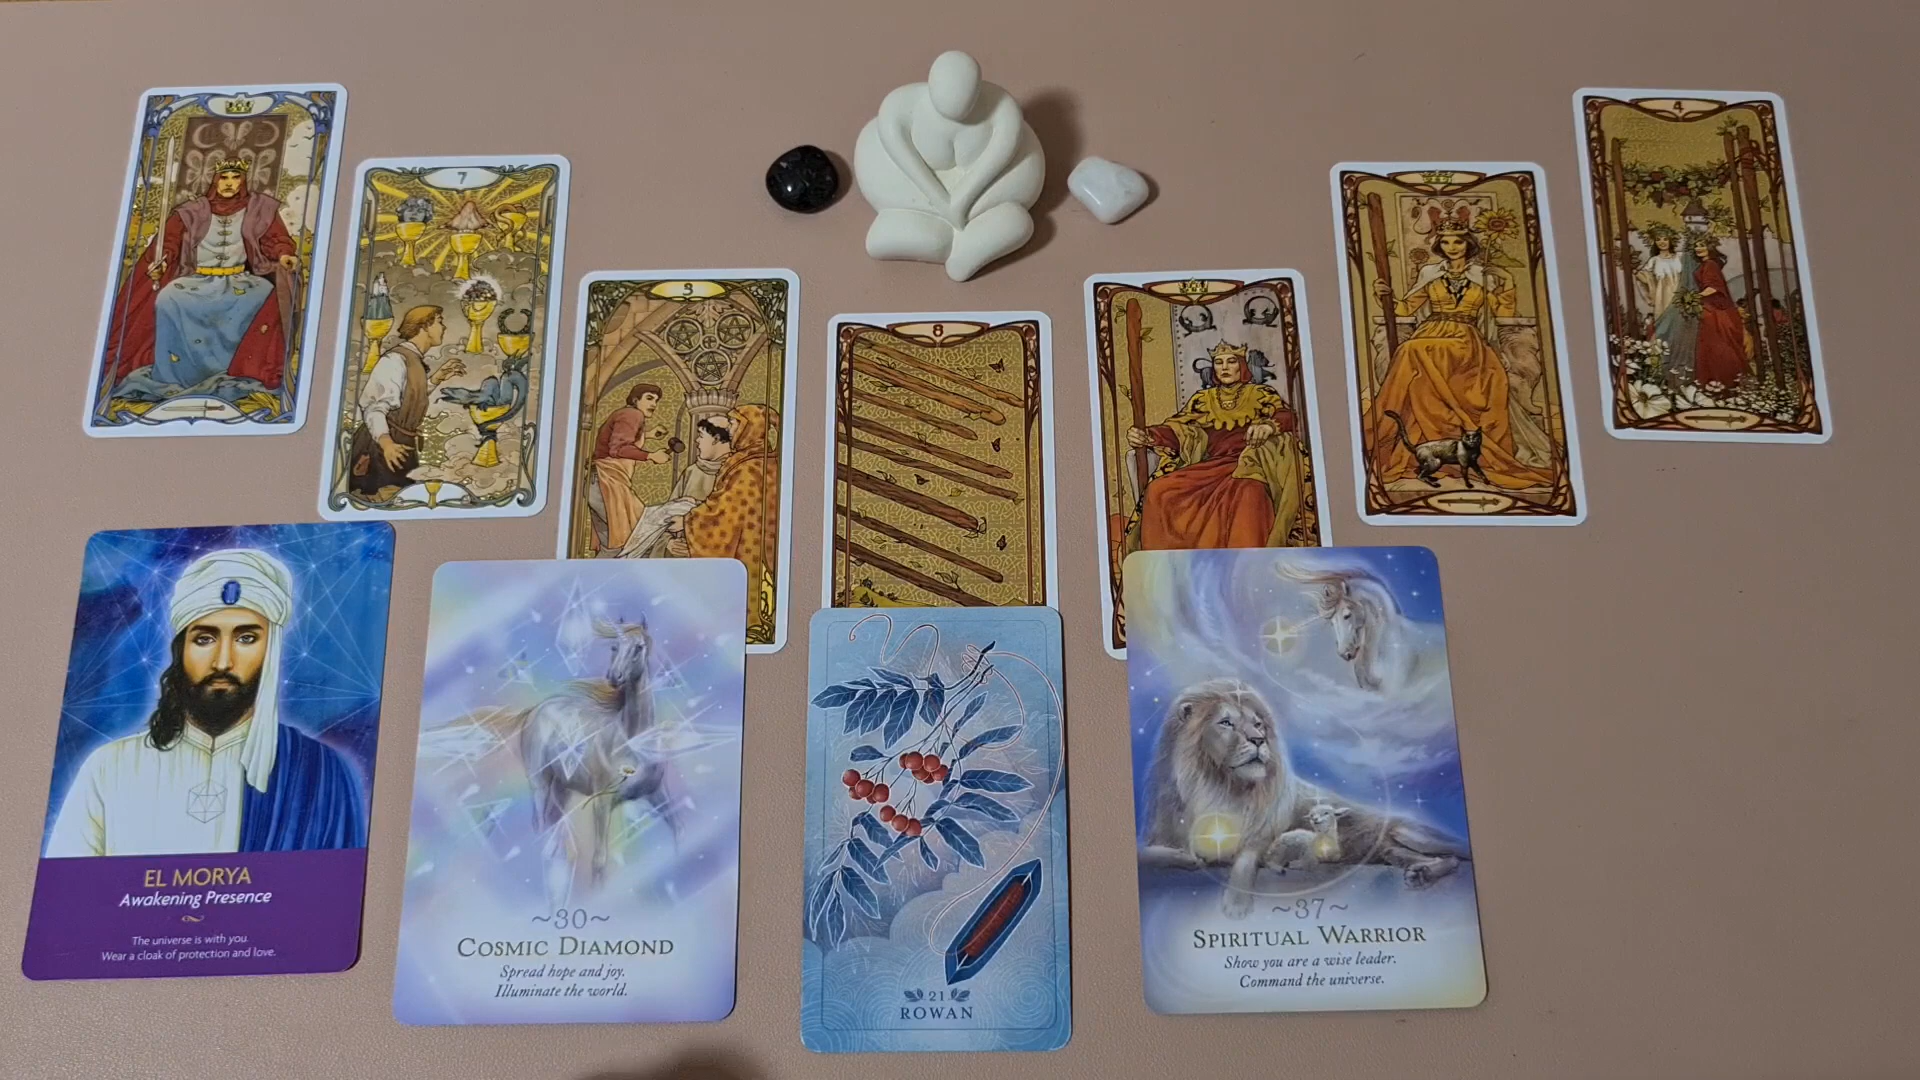 7
3
8
4
EL MORYA
Awakening Presence
The universe is with you.
Wear a cloak of protection and love.
~30~
COSMIC DIAMOND
Spread hope and joy.
Illuminate the world.
21
ROWAN
~37~
SPIRITUAL WARRIOR
Show you are a wise leader.
Command the universe.